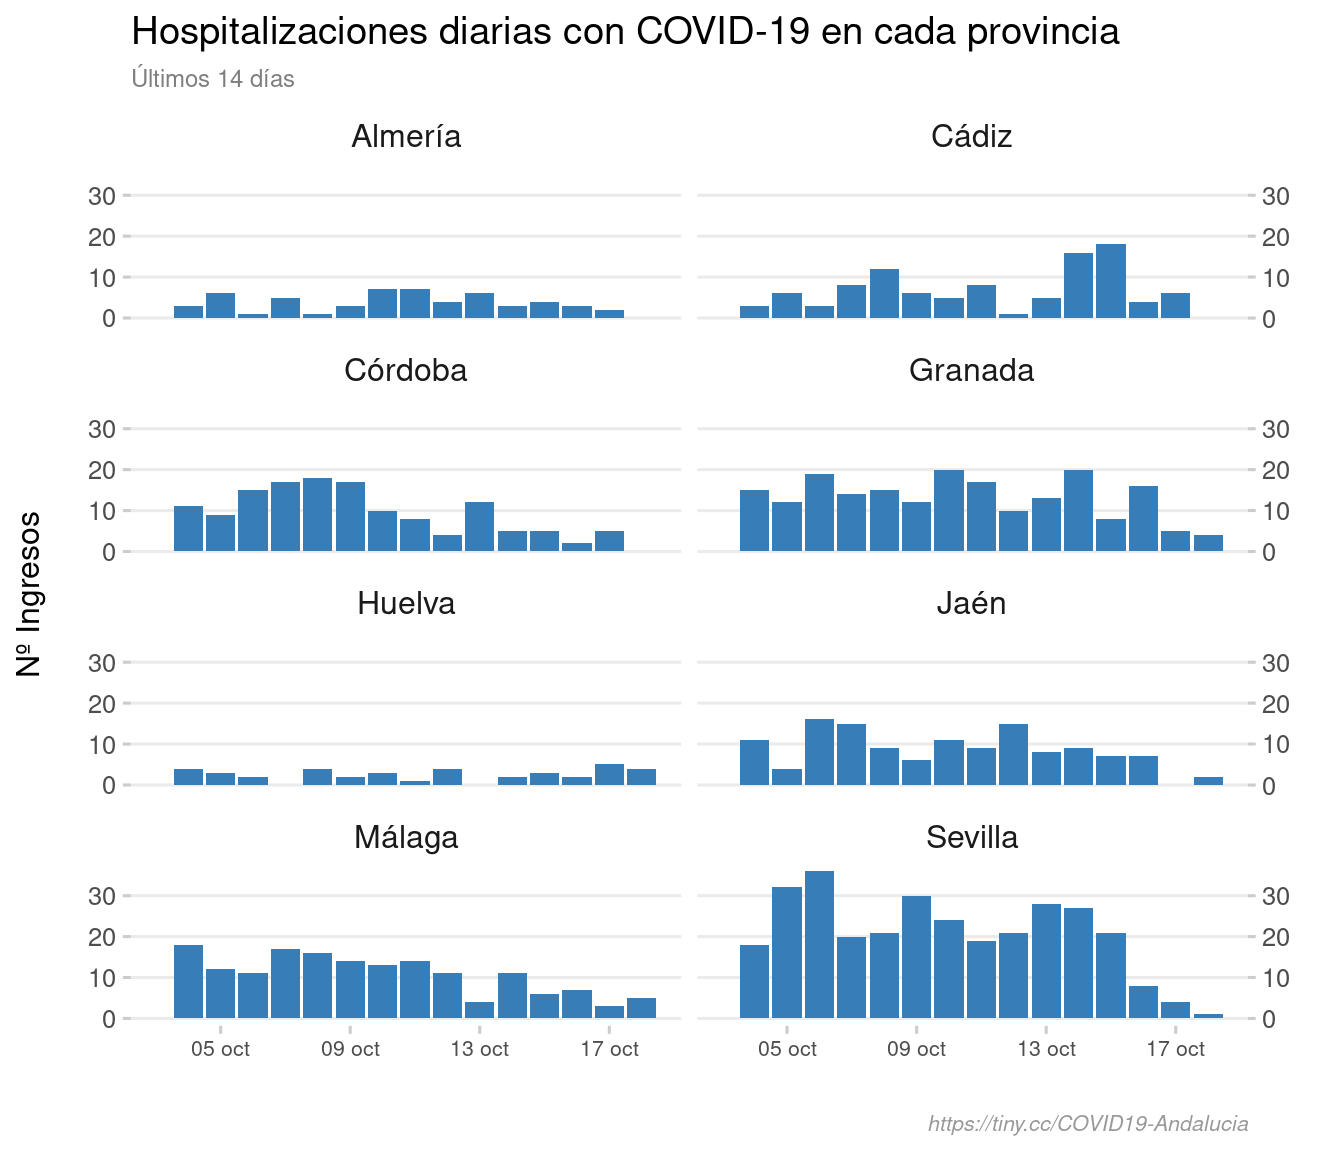 Hospitalizaciones diarias con COVID-19 en cada provincia
Últimos 14 días
Nº Ingresos
Almería
Cádiz
30
20
10
0
30
20
10
0
Córdoba
Granada
30
20
10
0
30
20
10
0
Huelva
Jaén
30
20
10
0
30
20
10
0
Málaga
Sevilla
30
20
10
0
30
20
10
0
05 oct 09 oct 13 oct 17 oct
05 oct 09 oct 13 oct 17 oct
https://tiny.cc/COVID19-Andalucia